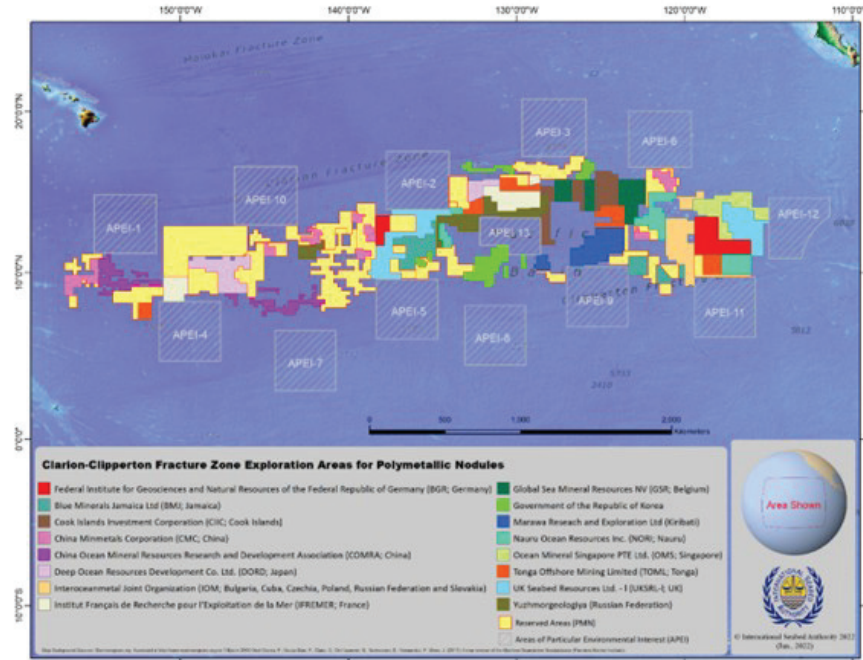 150°0'0"W 140°0'0"W 130°0'0"W 120°0'0"W 110°0'0"
Molokai Fracture Zone
20°0'0"N
APEI-3
APEI-6
Clarion Fracture Zone
APEI-2
APEI-10
APEI-1
APEI-12
APEI-13
10°0'0"N
Clipperton Fracture
APEI-9
APEI-4
APEI-5
APEI-11
APEI-8
APEI-7
0 500 1,000 2,000
Kilometers
0°0'0"
Clarion-Clipperton Fracture Zone Exploration Areas for Polymetallic Nodules
Federal Institute for Geosciences and Natural Resources of the Federal Republic of Germany (BGR; Germany)
Blue Minerals Jamaica Ltd (BMJ; Jamaica)
Cook Islands Investment Corporation (CIIC; Cook Islands)
China Minmetals Corporation (CMC; China)
China Ocean Mineral Resources Research and Development Association (COMRA; China)
Deep Ocean Resources Development Co. Ltd. (DORD; Japan)
Interoceanmetal Joint Organization (IOM; Bulgaria, Cuba, Czechia, Poland, Russian Federation and Slovakia)
Institut Français de Recherche pour l'Exploitation de la Mer (IFREMER; France)
Global Sea Mineral Resources NV (GSR; Belgium)
Government of the Republic of Korea
Marawa Reseach and Exploration Ltd (Kiribati)
Nauru Ocean Resources Inc. (NORI; Nauru)
Ocean Mineral Singapore PTE Ltd. (OMS; Singapore)
Tonga Offshore Mining Limited (TOML; Tonga)
UK Seabed Resources Ltd. - I (UKSRL-I; UK)
Yuzhmorgeologiya (Russian Federation)
Reserved Areas (PMN)
Areas of Particular Environmental Interest (APEI)
Area Shown
INTERNATIONAL SEABED AUTHORITY
© International Seabed Authority 2022
(Jan., 2022)
10°0'0"S